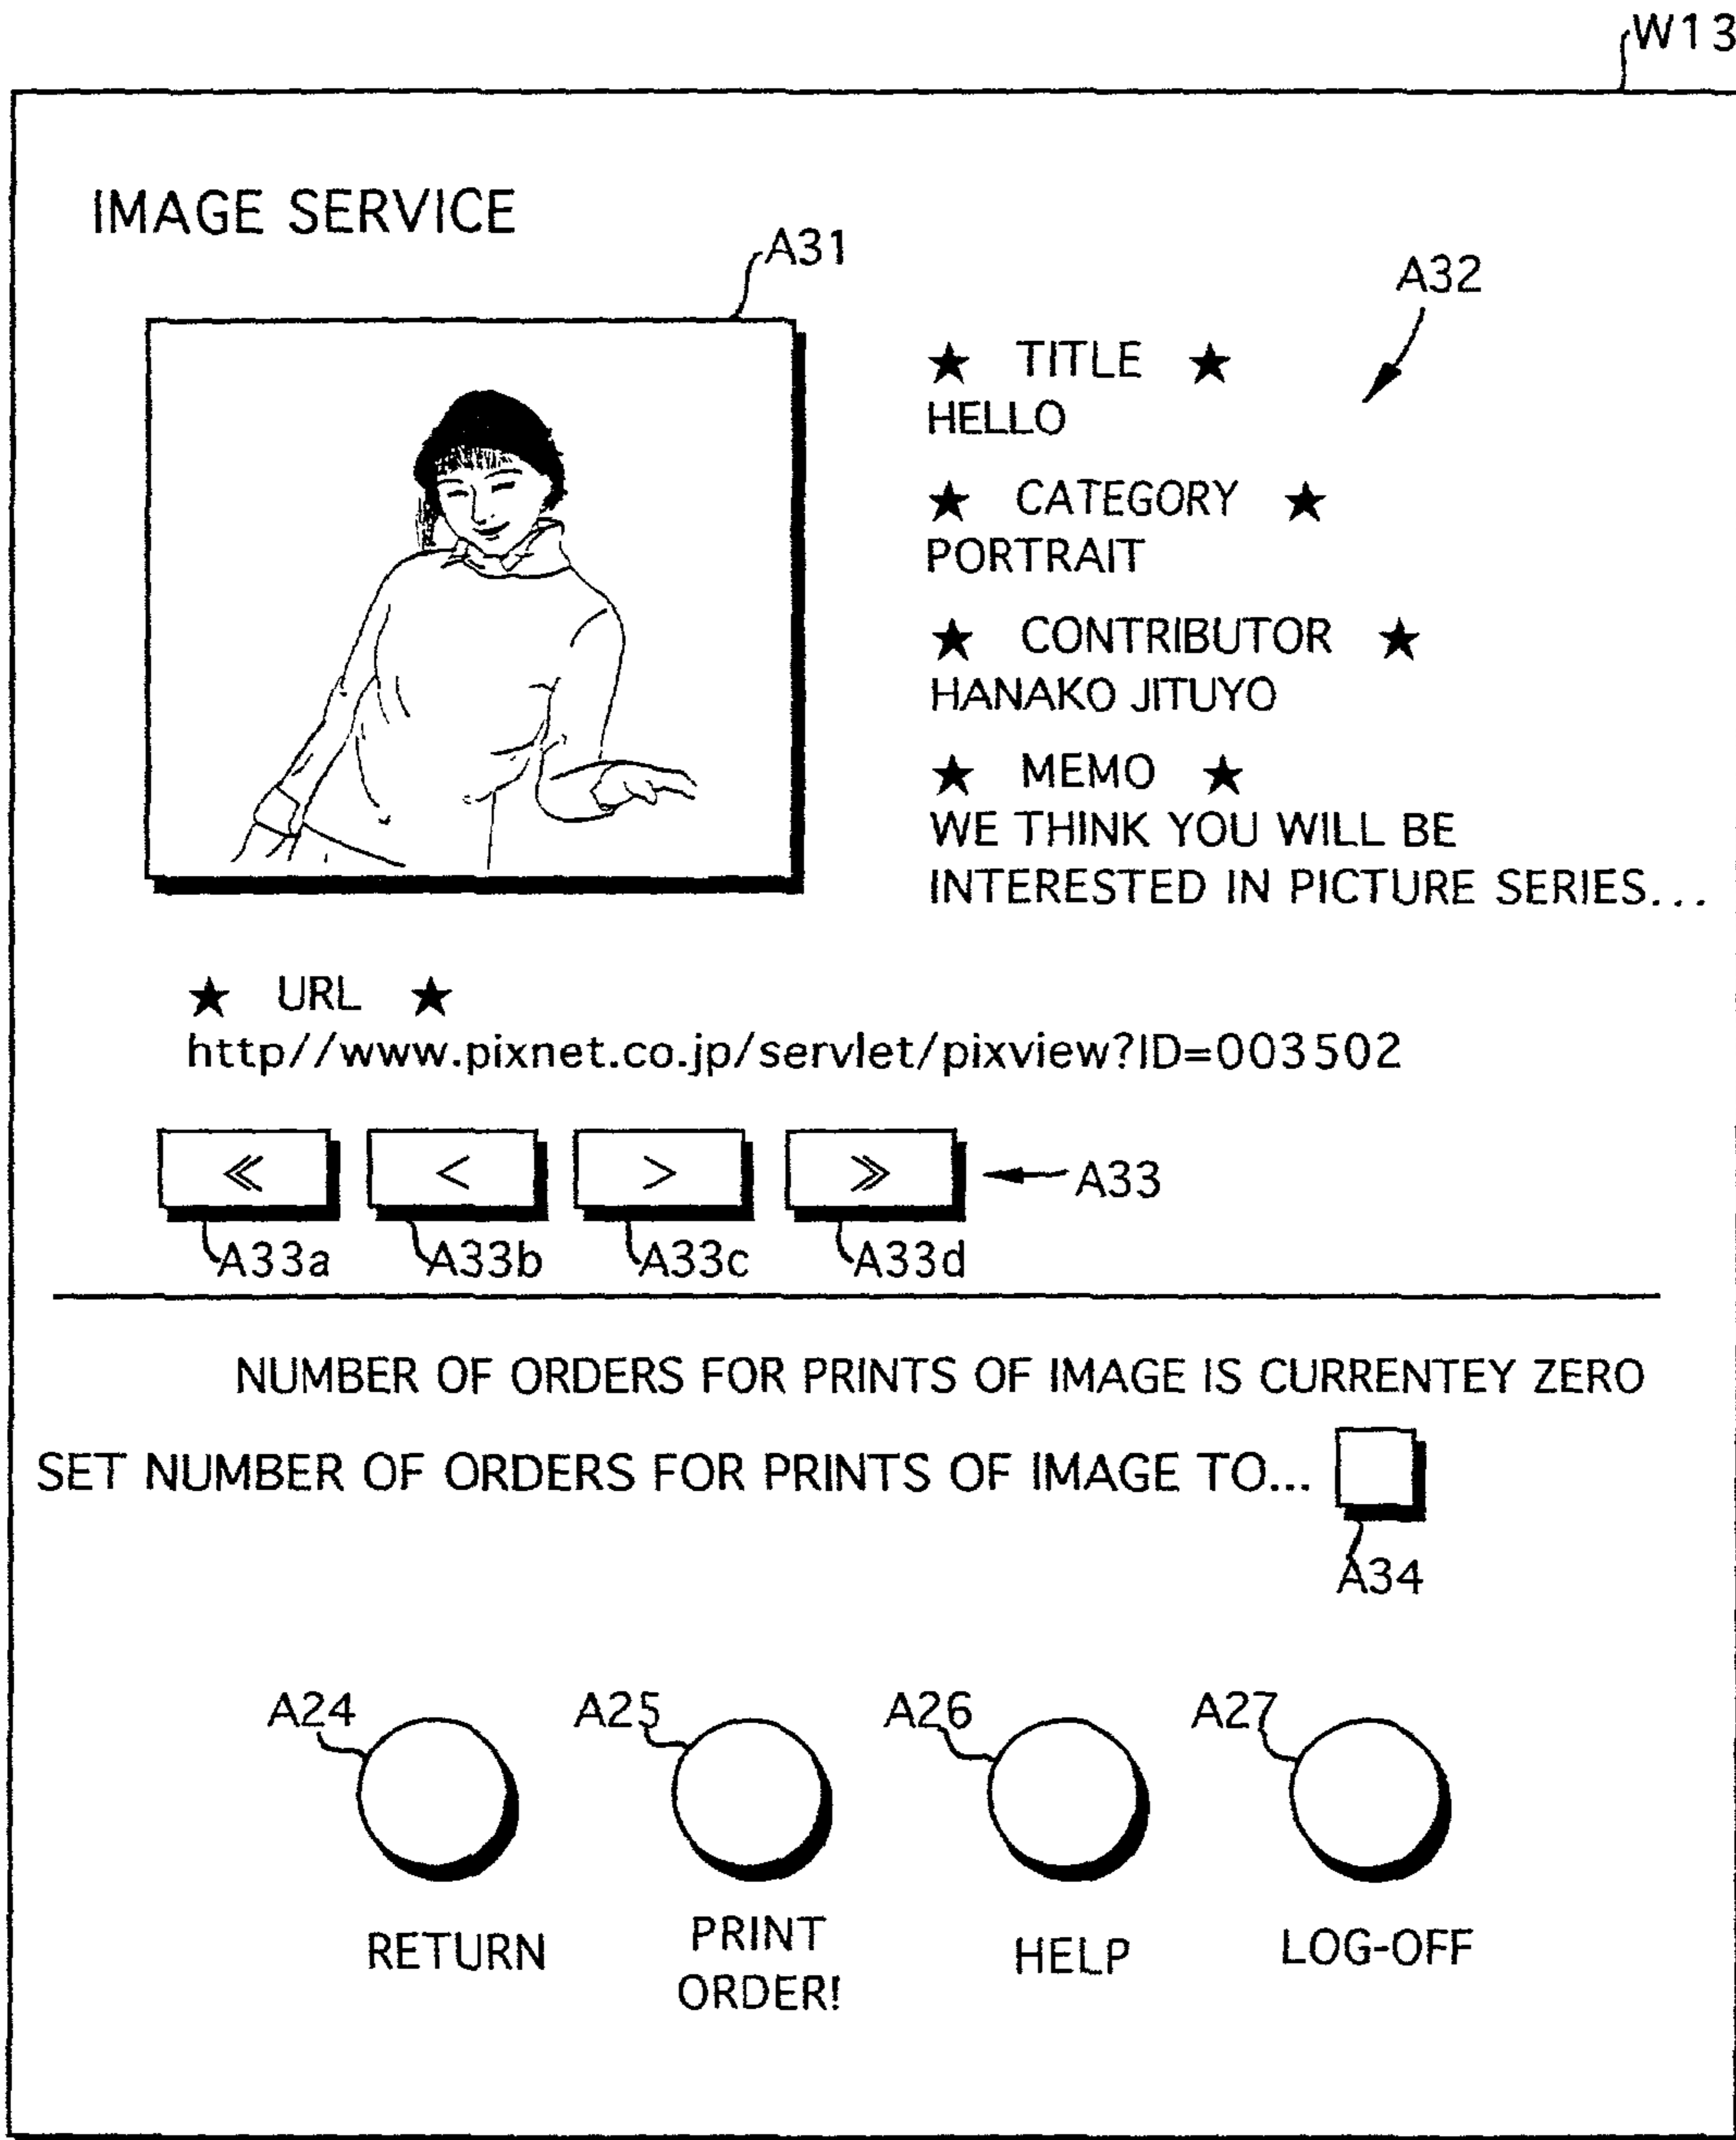 W13
IMAGE SERVICE
A31
A32
★ TITLE ★
HELLO
★ CATEGORY ★
PORTRAIT
★ CONTRIBUTOR ★
HANAKO JITUYO
★ MEMO ★
WE THINK YOU WILL BE
INTERESTED IN PICTURE SERIES...
★ URL ★
http//www.pixnet.co.jp/servlet/pixview?ID=003502
≪ < > ≫ A33
A33a A33b A33c A33d
NUMBER OF ORDERS FOR PRINTS OF IMAGE IS CURRENTEY ZERO
SET NUMBER OF ORDERS FOR PRINTS OF IMAGE TO...
A34
A24 A25 A26 A27
RETURN
PRINT
ORDER!
HELP
LOG-OFF